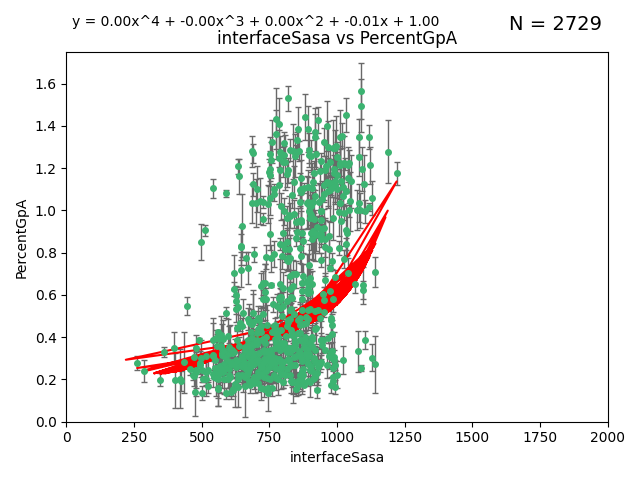 y = 0.00x^4 + -0.00x^3 + 0.00x^2 + -0.01x + 1.00
N = 2729
interfaceSasa vs PercentGpA
PercentGpA
1.6
1.4
1.2
1.0
0.8
0.6
0.4
0.2
0.0
0 250 500 750 1000 1250 1500 1750 2000
interfaceSasa